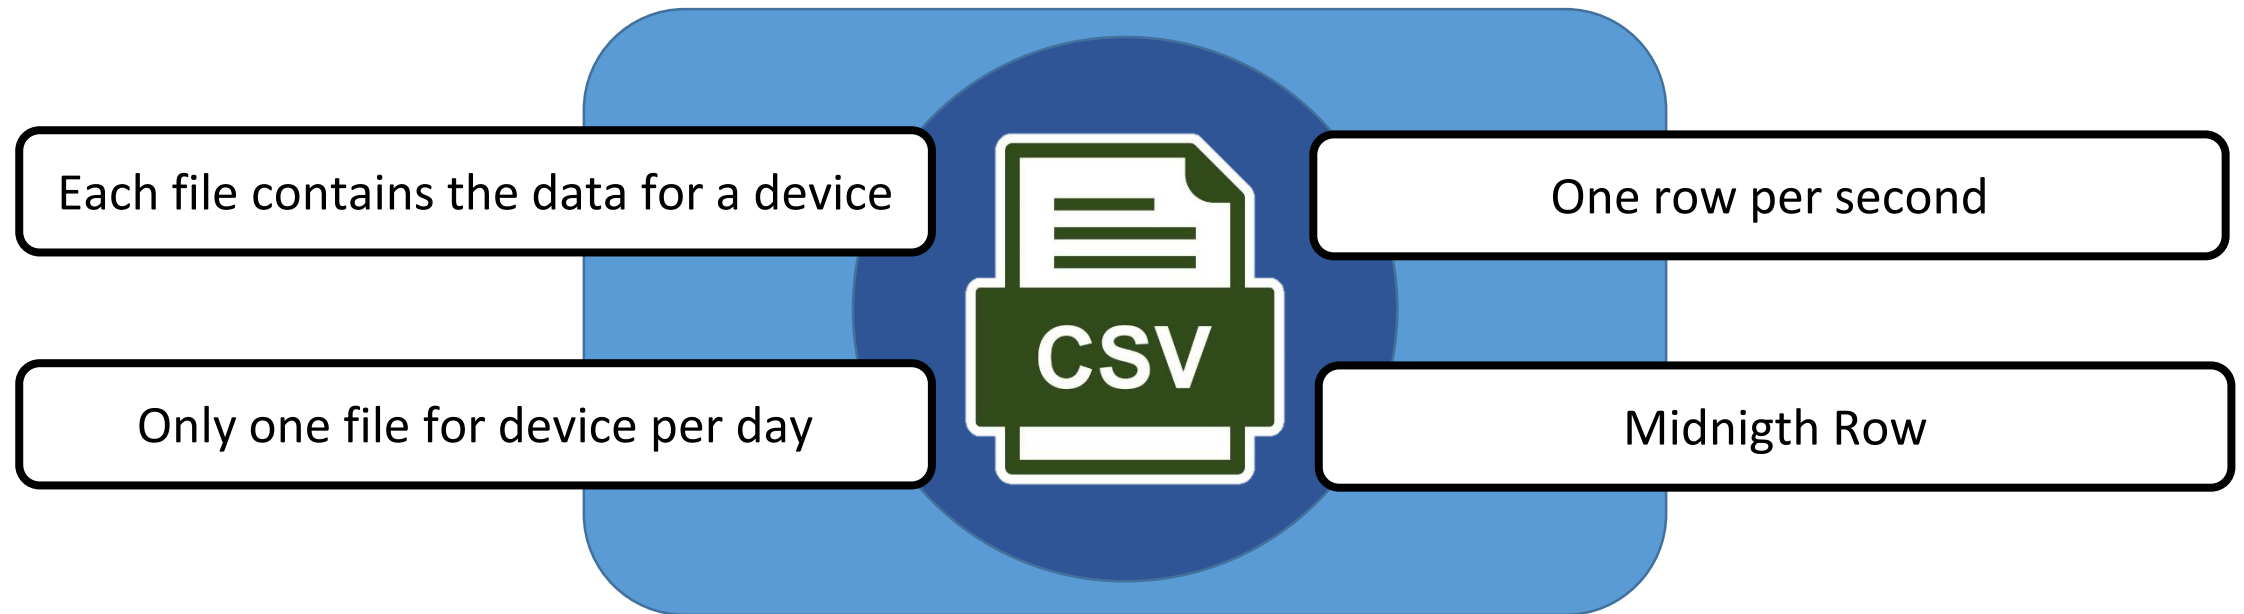 Each file contains the data for a device
One row per second
CSV
Only one file for device per day
Midnigth Row